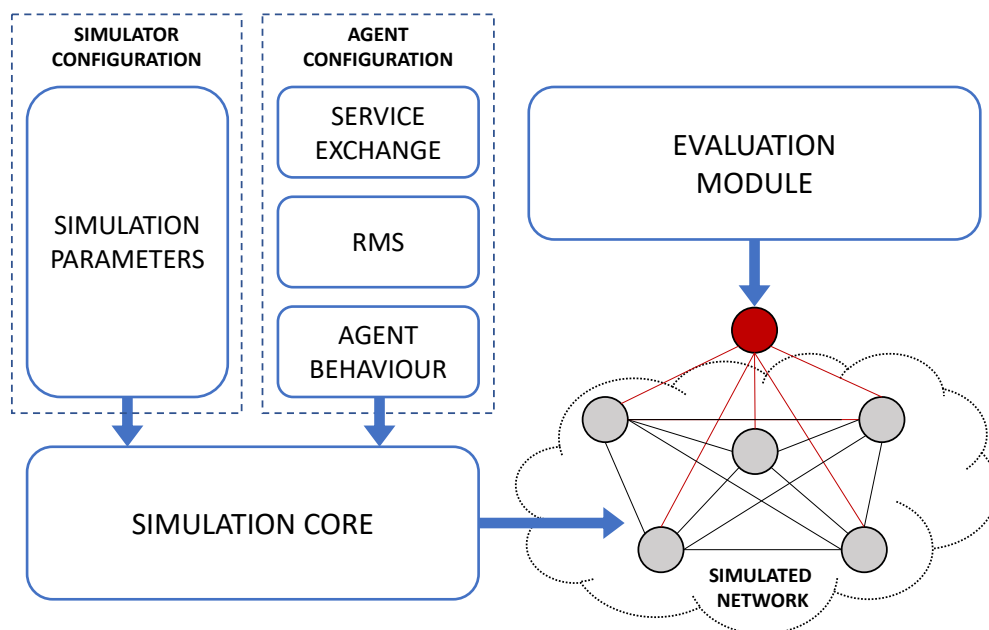 SIMULATOR
CONFIGURATION
SIMULATION
PARAMETERS
AGENT
CONFIGURATION
SERVICE
EXCHANGE
RMS
AGENT
BEHAVIOUR
EVALUATION
MODULE
SIMULATION CORE
SIMULATED
NETWORK